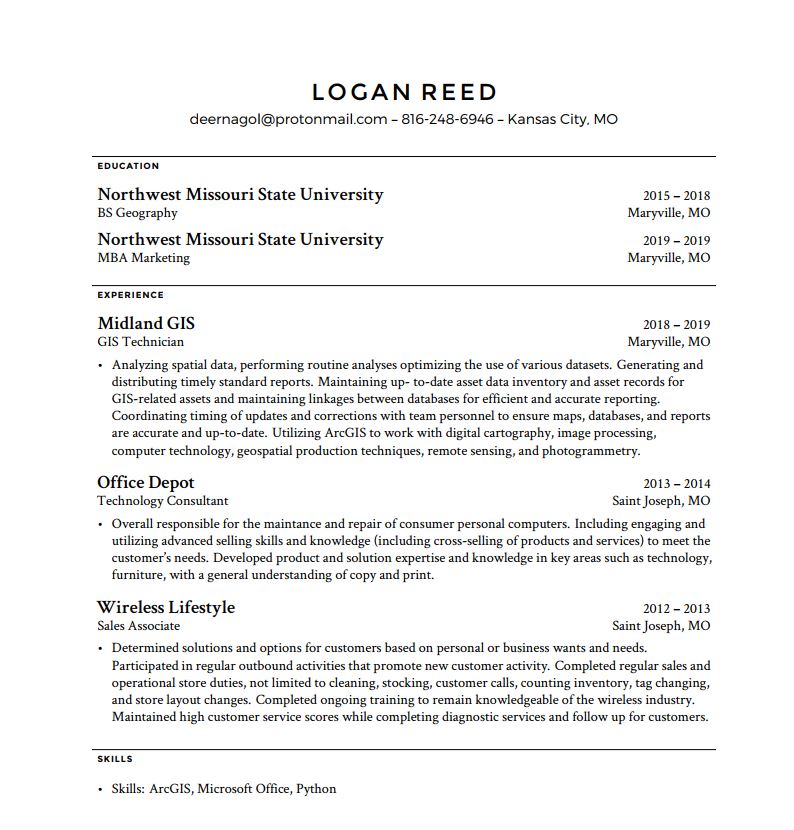 LOGAN REED
deernagol@protonmail.com – 816-248-6946 – Kansas City, MO
EDUCATION
Northwest Missouri State University 2015 – 2018
BS Geography Maryville, MO
Northwest Missouri State University 2019 – 2019
MBA Marketing Maryville, MO
EXPERIENCE
Midland GIS 2018 – 2019
GIS Technician Maryville, MO
• Analyzing spatial data, performing routine analyses optimizing the use of various datasets. Generating and
distributing timely standard reports. Maintaining up- to-date asset data inventory and asset records for
GIS-related assets and maintaining linkages between databases for efficient and accurate reporting.
Coordinating timing of updates and corrections with team personnel to ensure maps, databases, and reports
are accurate and up-to-date. Utilizing ArcGIS to work with digital cartography, image processing,
computer technology, geospatial production techniques, remote sensing, and photogrammetry.
Office Depot 2013 – 2014
Technology Consultant Saint Joseph, MO
• Overall responsible for the maintance and repair of consumer personal computers. Including engaging and
utilizing advanced selling skills and knowledge (including cross-selling of products and services) to meet the
customer's needs. Developed product and solution expertise and knowledge in key areas such as technology,
furniture, with a general understanding of copy and print.
Wireless Lifestyle 2012 – 2013
Sales Associate Saint Joseph, MO
• Determined solutions and options for customers based on personal or business wants and needs.
Participated in regular outbound activities that promote new customer activity. Completed regular sales and
operational store duties, not limited to cleaning, stocking, customer calls, counting inventory, tag changing,
and store layout changes. Completed ongoing training to remain knowledgeable of the wireless industry.
Maintained high customer service scores while completing diagnostic services and follow up for customers.
SKILLS
• Skills: ArcGIS, Microsoft Office, Python